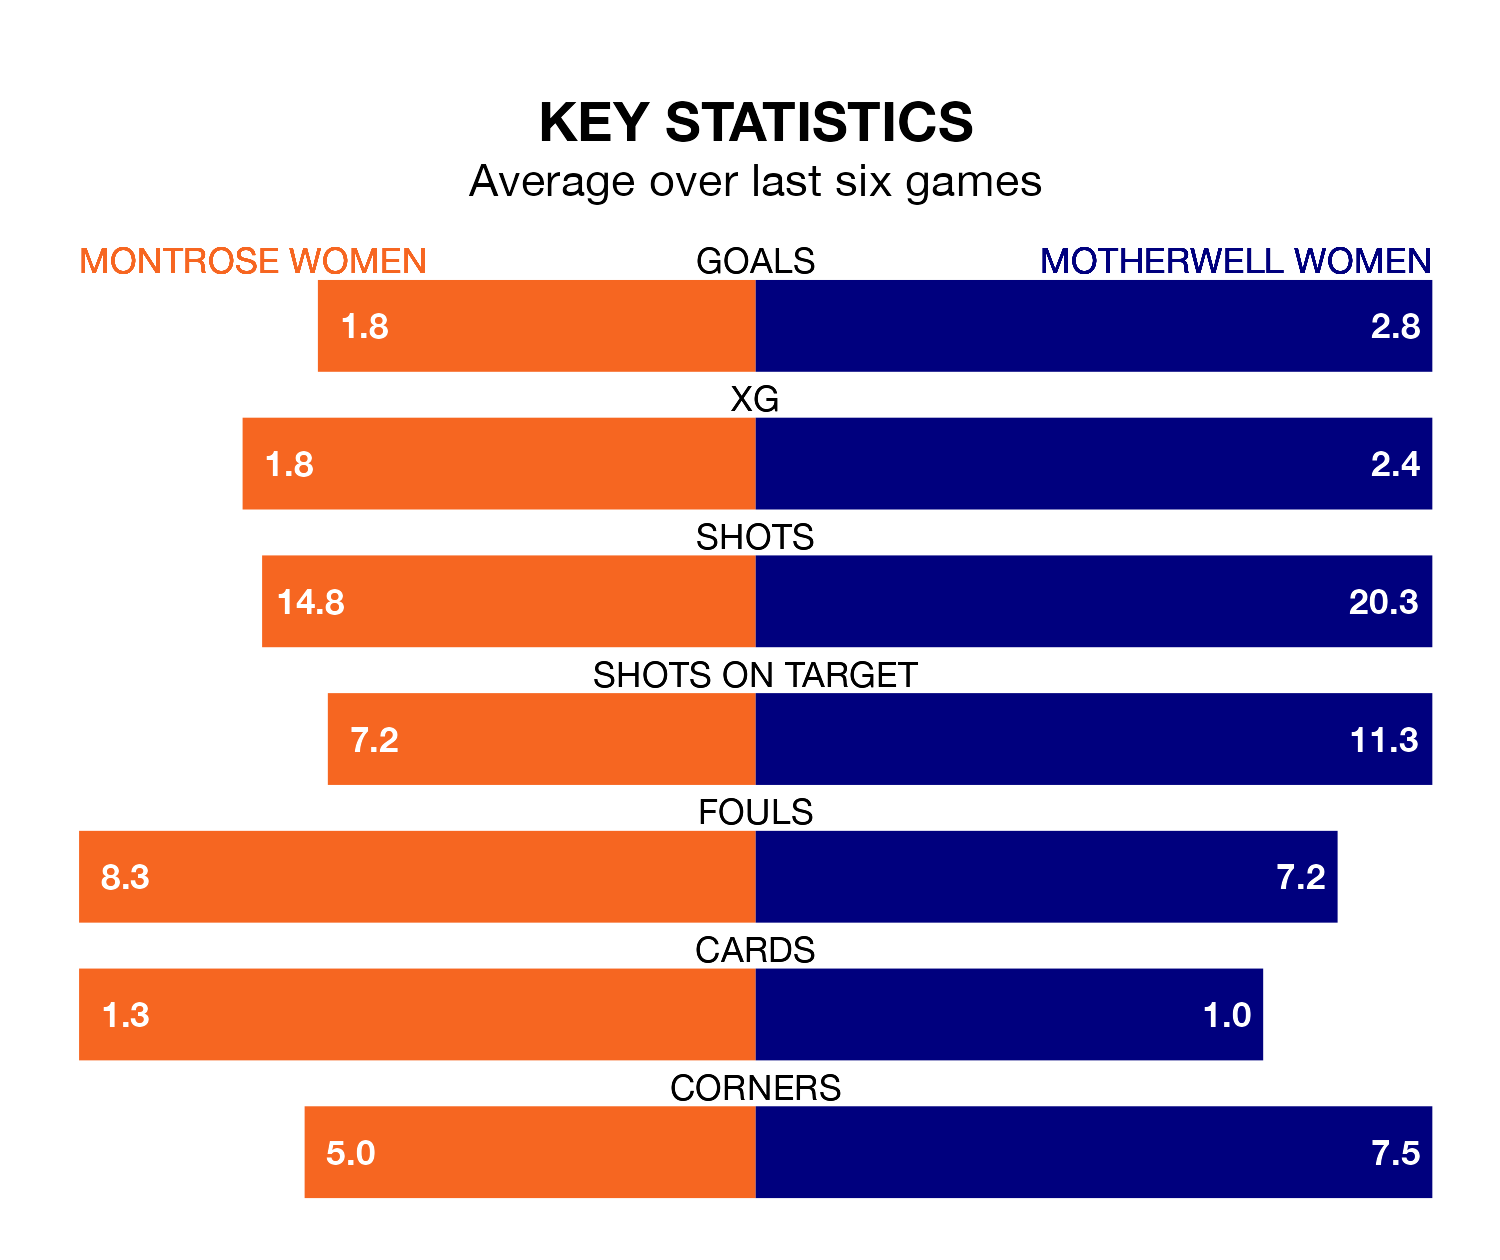 KEY STATISTICS
Average over last six games
MONTROSE WOMEN GOALS MOTHERWELL WOMEN
1.8 2.8
XG
1.8 2.4
SHOTS
14.8 20.3
SHOTS ON TARGET
7.2 11.3
FOULS
8.3 7.2
CARDS
1.3 1.0
CORNERS
5.0 7.5